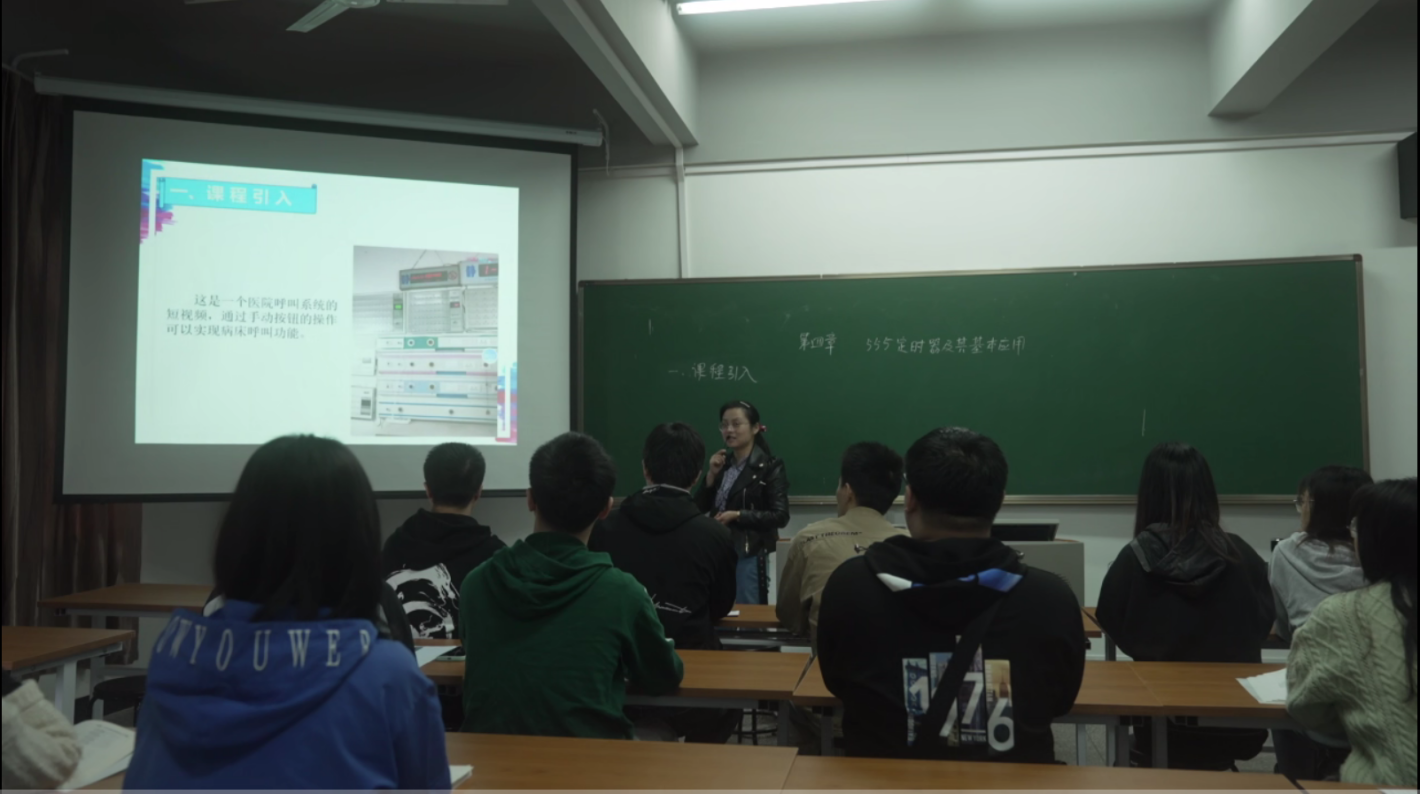 一. 课程引入
这是一个医院呼叫系统的
短视频，通过手动按钮的操作
可以实现病床呼叫功能。
第四章 555定时器及其基本应用
一. 课程引入
OWYOUWER
1776